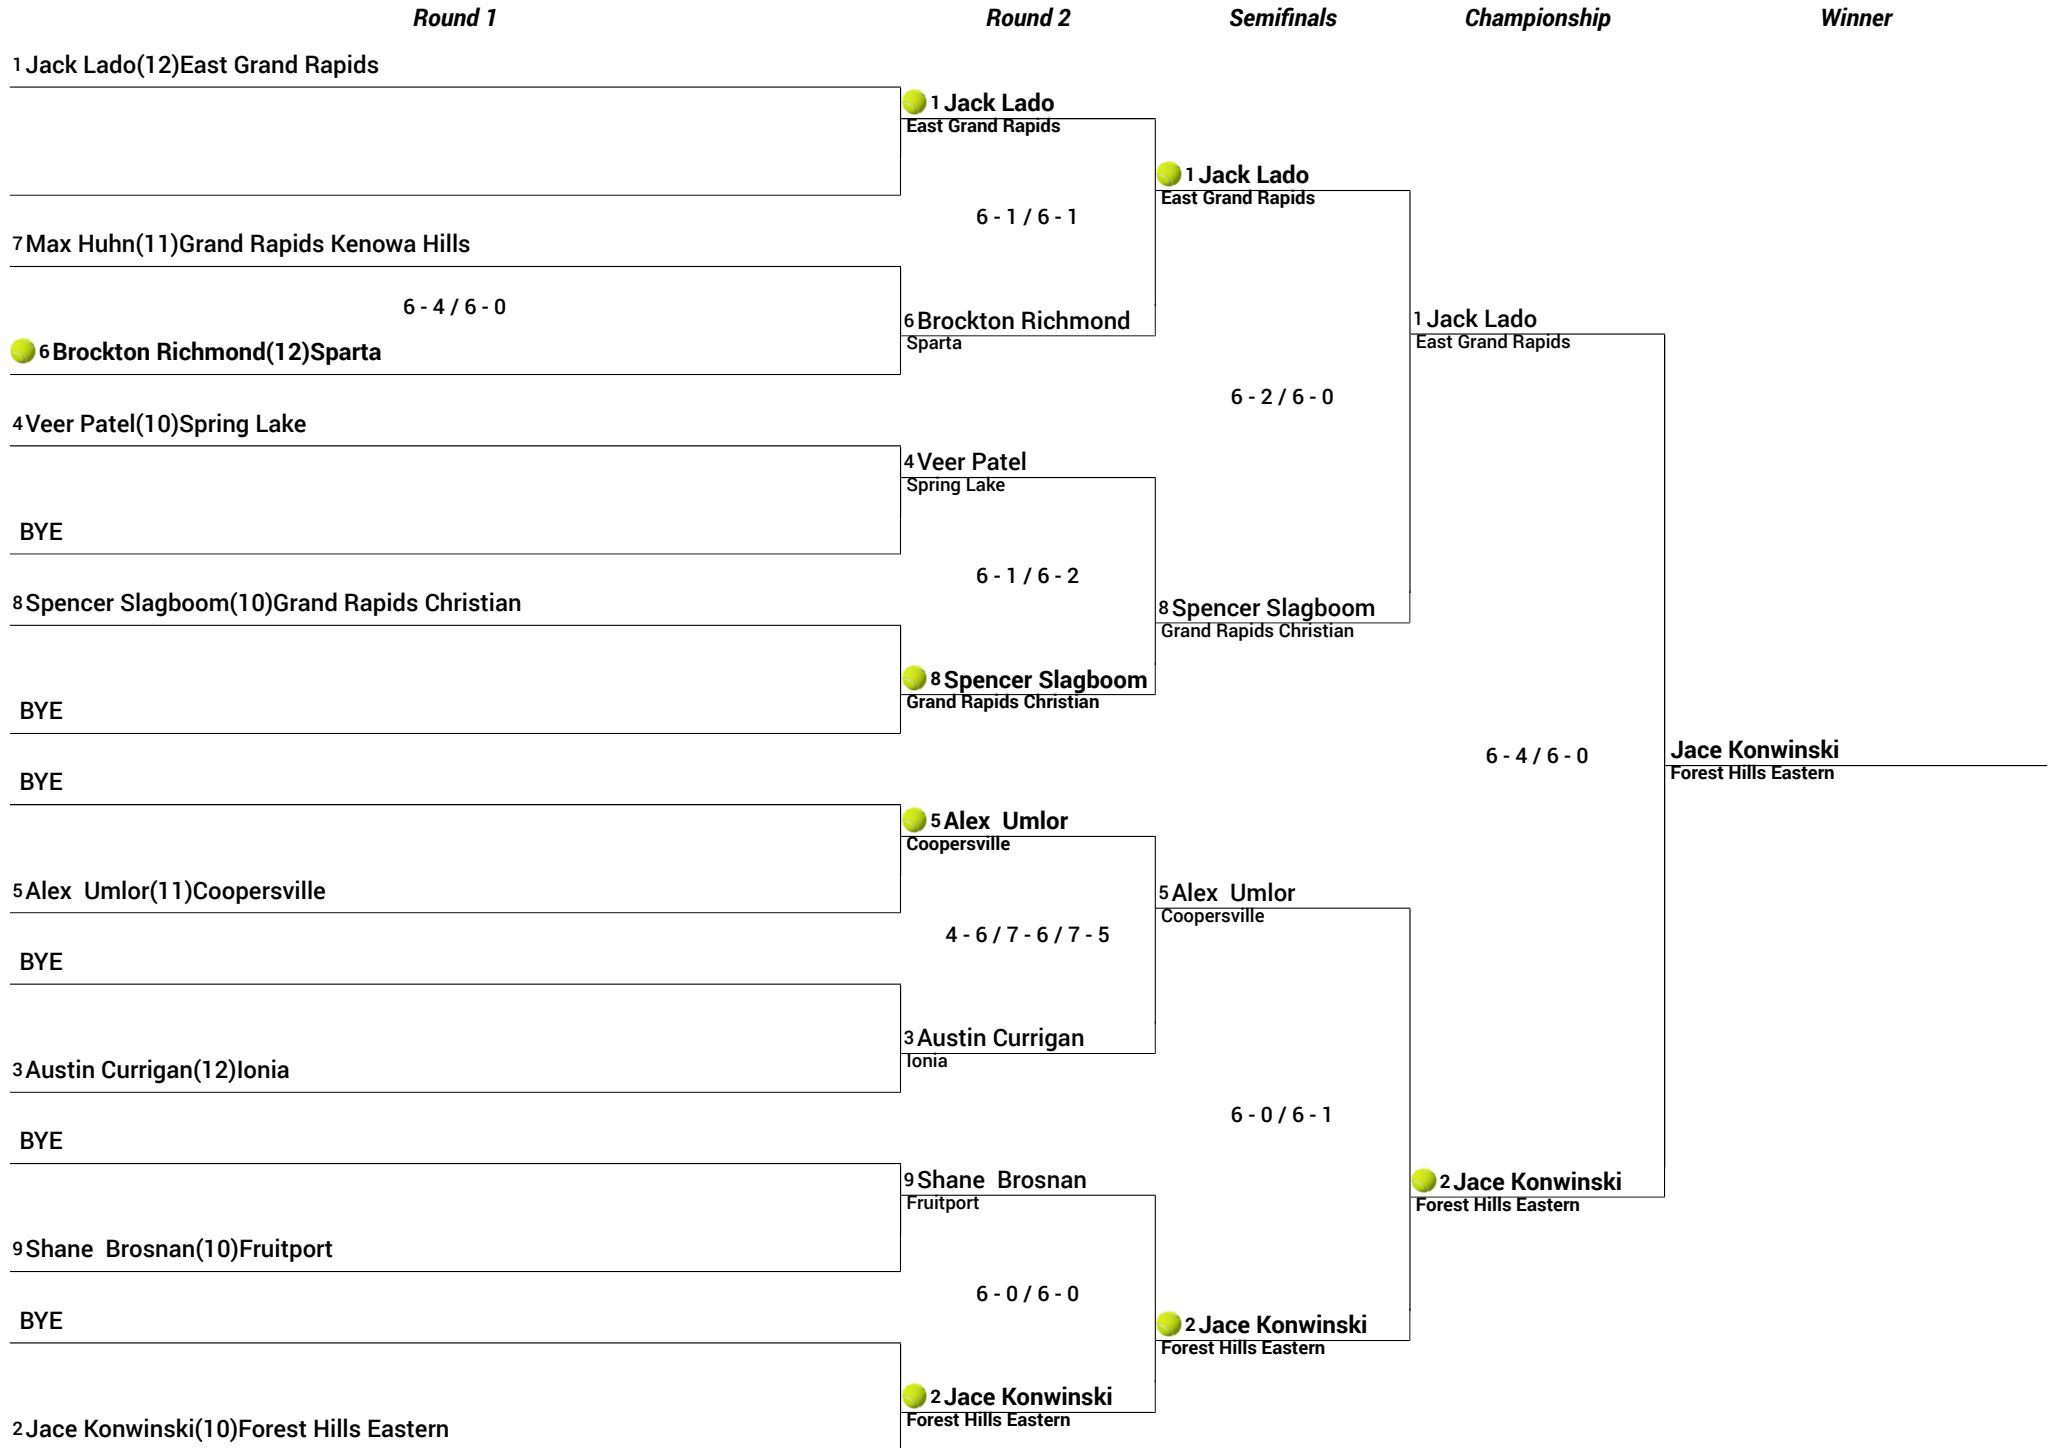 Round 1 Round 2 Semifinals Championship Winner
1 Jack Lado(12)East Grand Rapids
1 Jack Lado
East Grand Rapids
1 Jack Lado
East Grand Rapids
6 - 1 / 6 - 1
7 Max Huhn(11)Grand Rapids Kenowa Hills
6 - 4 / 6 - 0
6 Brockton Richmond
Sparta
1 Jack Lado
East Grand Rapids
6 Brockton Richmond(12)Sparta
6 - 2 / 6 - 0
4 Veer Patel(10)Spring Lake
4 Veer Patel
Spring Lake
BYE
6 - 1 / 6 - 2
8 Spencer Slagboom(10)Grand Rapids Christian
8 Spencer Slagboom
Grand Rapids Christian
8 Spencer Slagboom
Grand Rapids Christian
BYE
6 - 4 / 6 - 0
Jace Konwinski
Forest Hills Eastern
BYE
5 Alex Umlor
Coopersville
5 Alex Umlor(11)Coopersville
5 Alex Umlor
Coopersville
4 - 6 / 7 - 6 / 7 - 5
BYE
3 Austin Currigan
Ionia
3 Austin Currigan(12)Ionia
6 - 0 / 6 - 1
BYE
9 Shane Brosnan
Fruitport
2 Jace Konwinski
Forest Hills Eastern
9 Shane Brosnan(10)Fruitport
6 - 0 / 6 - 0
BYE
2 Jace Konwinski
Forest Hills Eastern
2 Jace Konwinski
Forest Hills Eastern
2 Jace Konwinski(10)Forest Hills Eastern